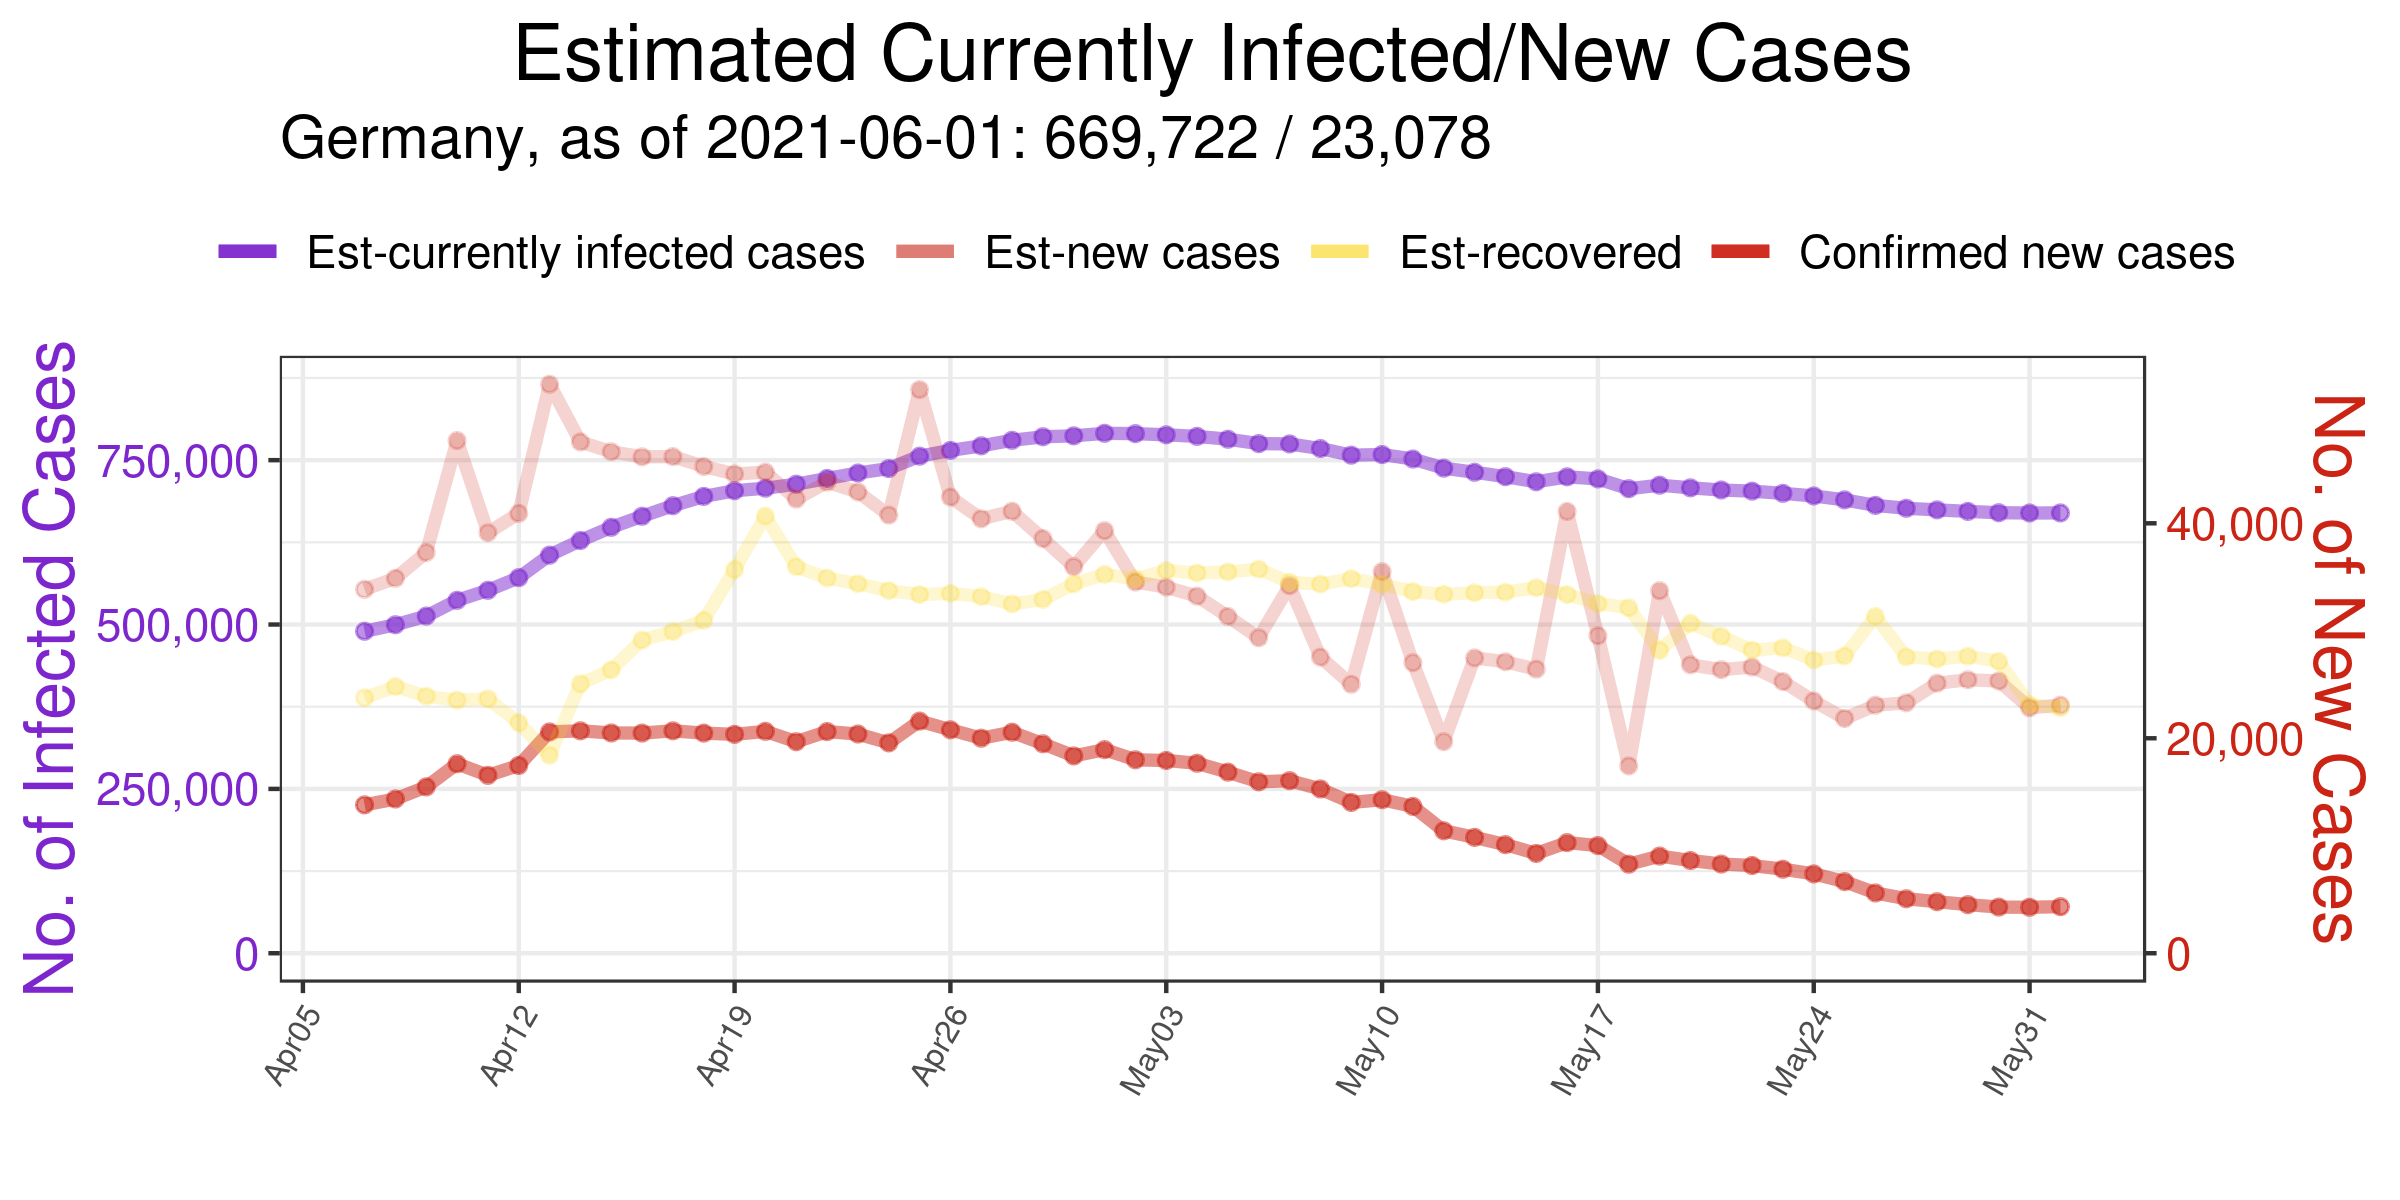 Estimated Currently Infected/New Cases
Germany, as of 2021-06-01: 669,722 / 23,078
Est-currently infected cases Est-new cases Est-recovered Confirmed new cases
No. of Infected Cases
750,000
500,000
250,000
0
40,000
20,000
0
No. of New Cases
Apr05 Apr12 Apr19 Apr26 May03 May10 May17 May24 May31